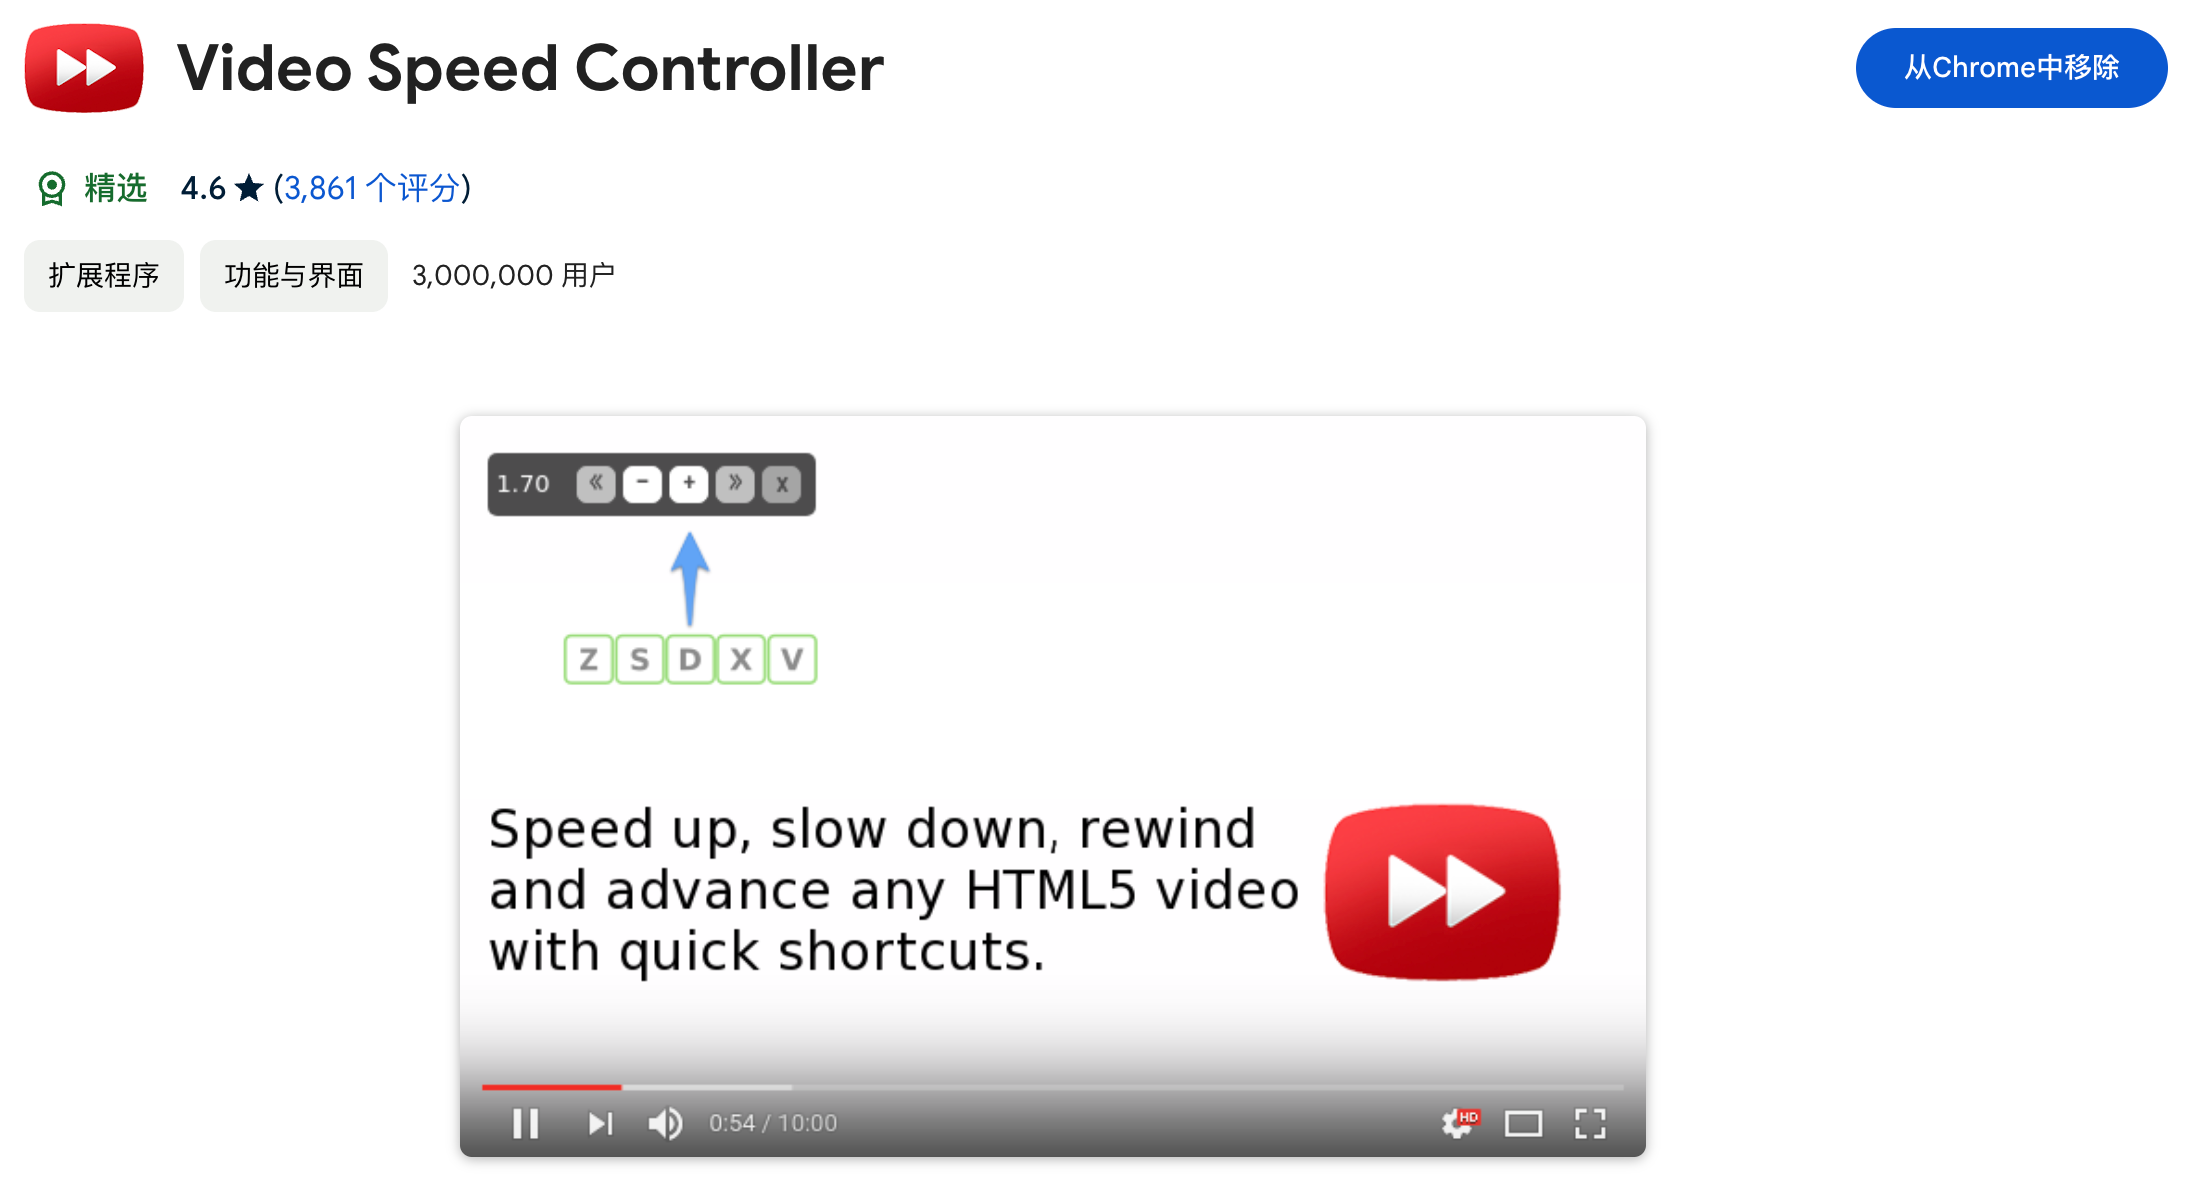 Video Speed Controller
从Chrome中移除
精选 4.6 ★ (3,861 个评分)
扩展程序 功能与界面 3,000,000 用户
1.70 « - + » x
Z S D X V
Speed up, slow down, rewind
and advance any HTML5 video
with quick shortcuts.
0:54 / 10:00 HD